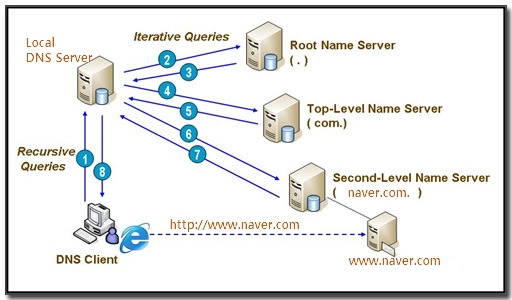 Local
DNS Server
Iterative Queries
Root Name Server
( . )
2
3
4
5
6
7
Top-Level Name Server
( com.)
Recursive
Queries
1
8
Second-Level Name Server
( naver.com. )
http://www.naver.com
DNS Client
www.naver.com